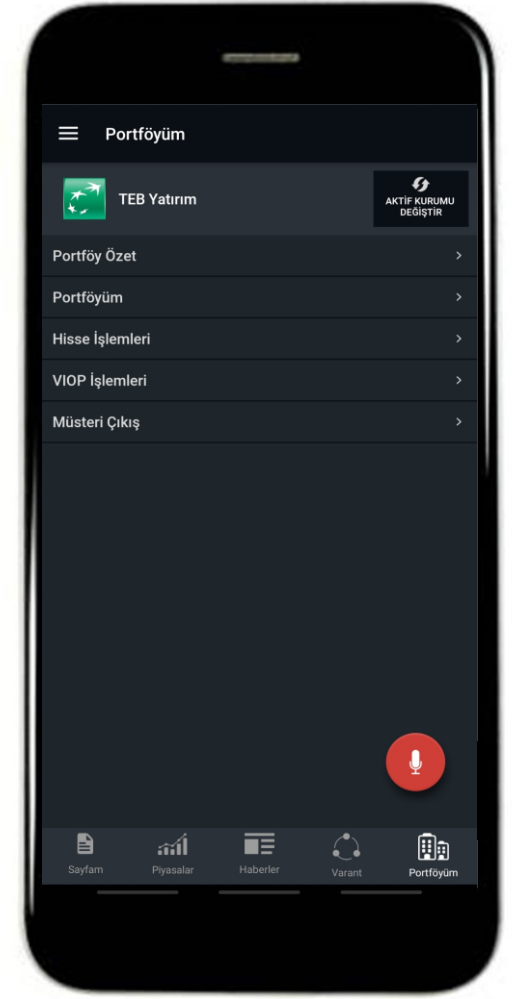 Portföyüm
TEB Yatırım
AKTİF KURUMU
DEĞİŞTİR
Portföy Özet
Portföyüm
Hisse İşlemleri
VIOP İşlemleri
Müsteri Çıkış
Sayfam
Piyasalar
Haberler
Varant
Portföyüm